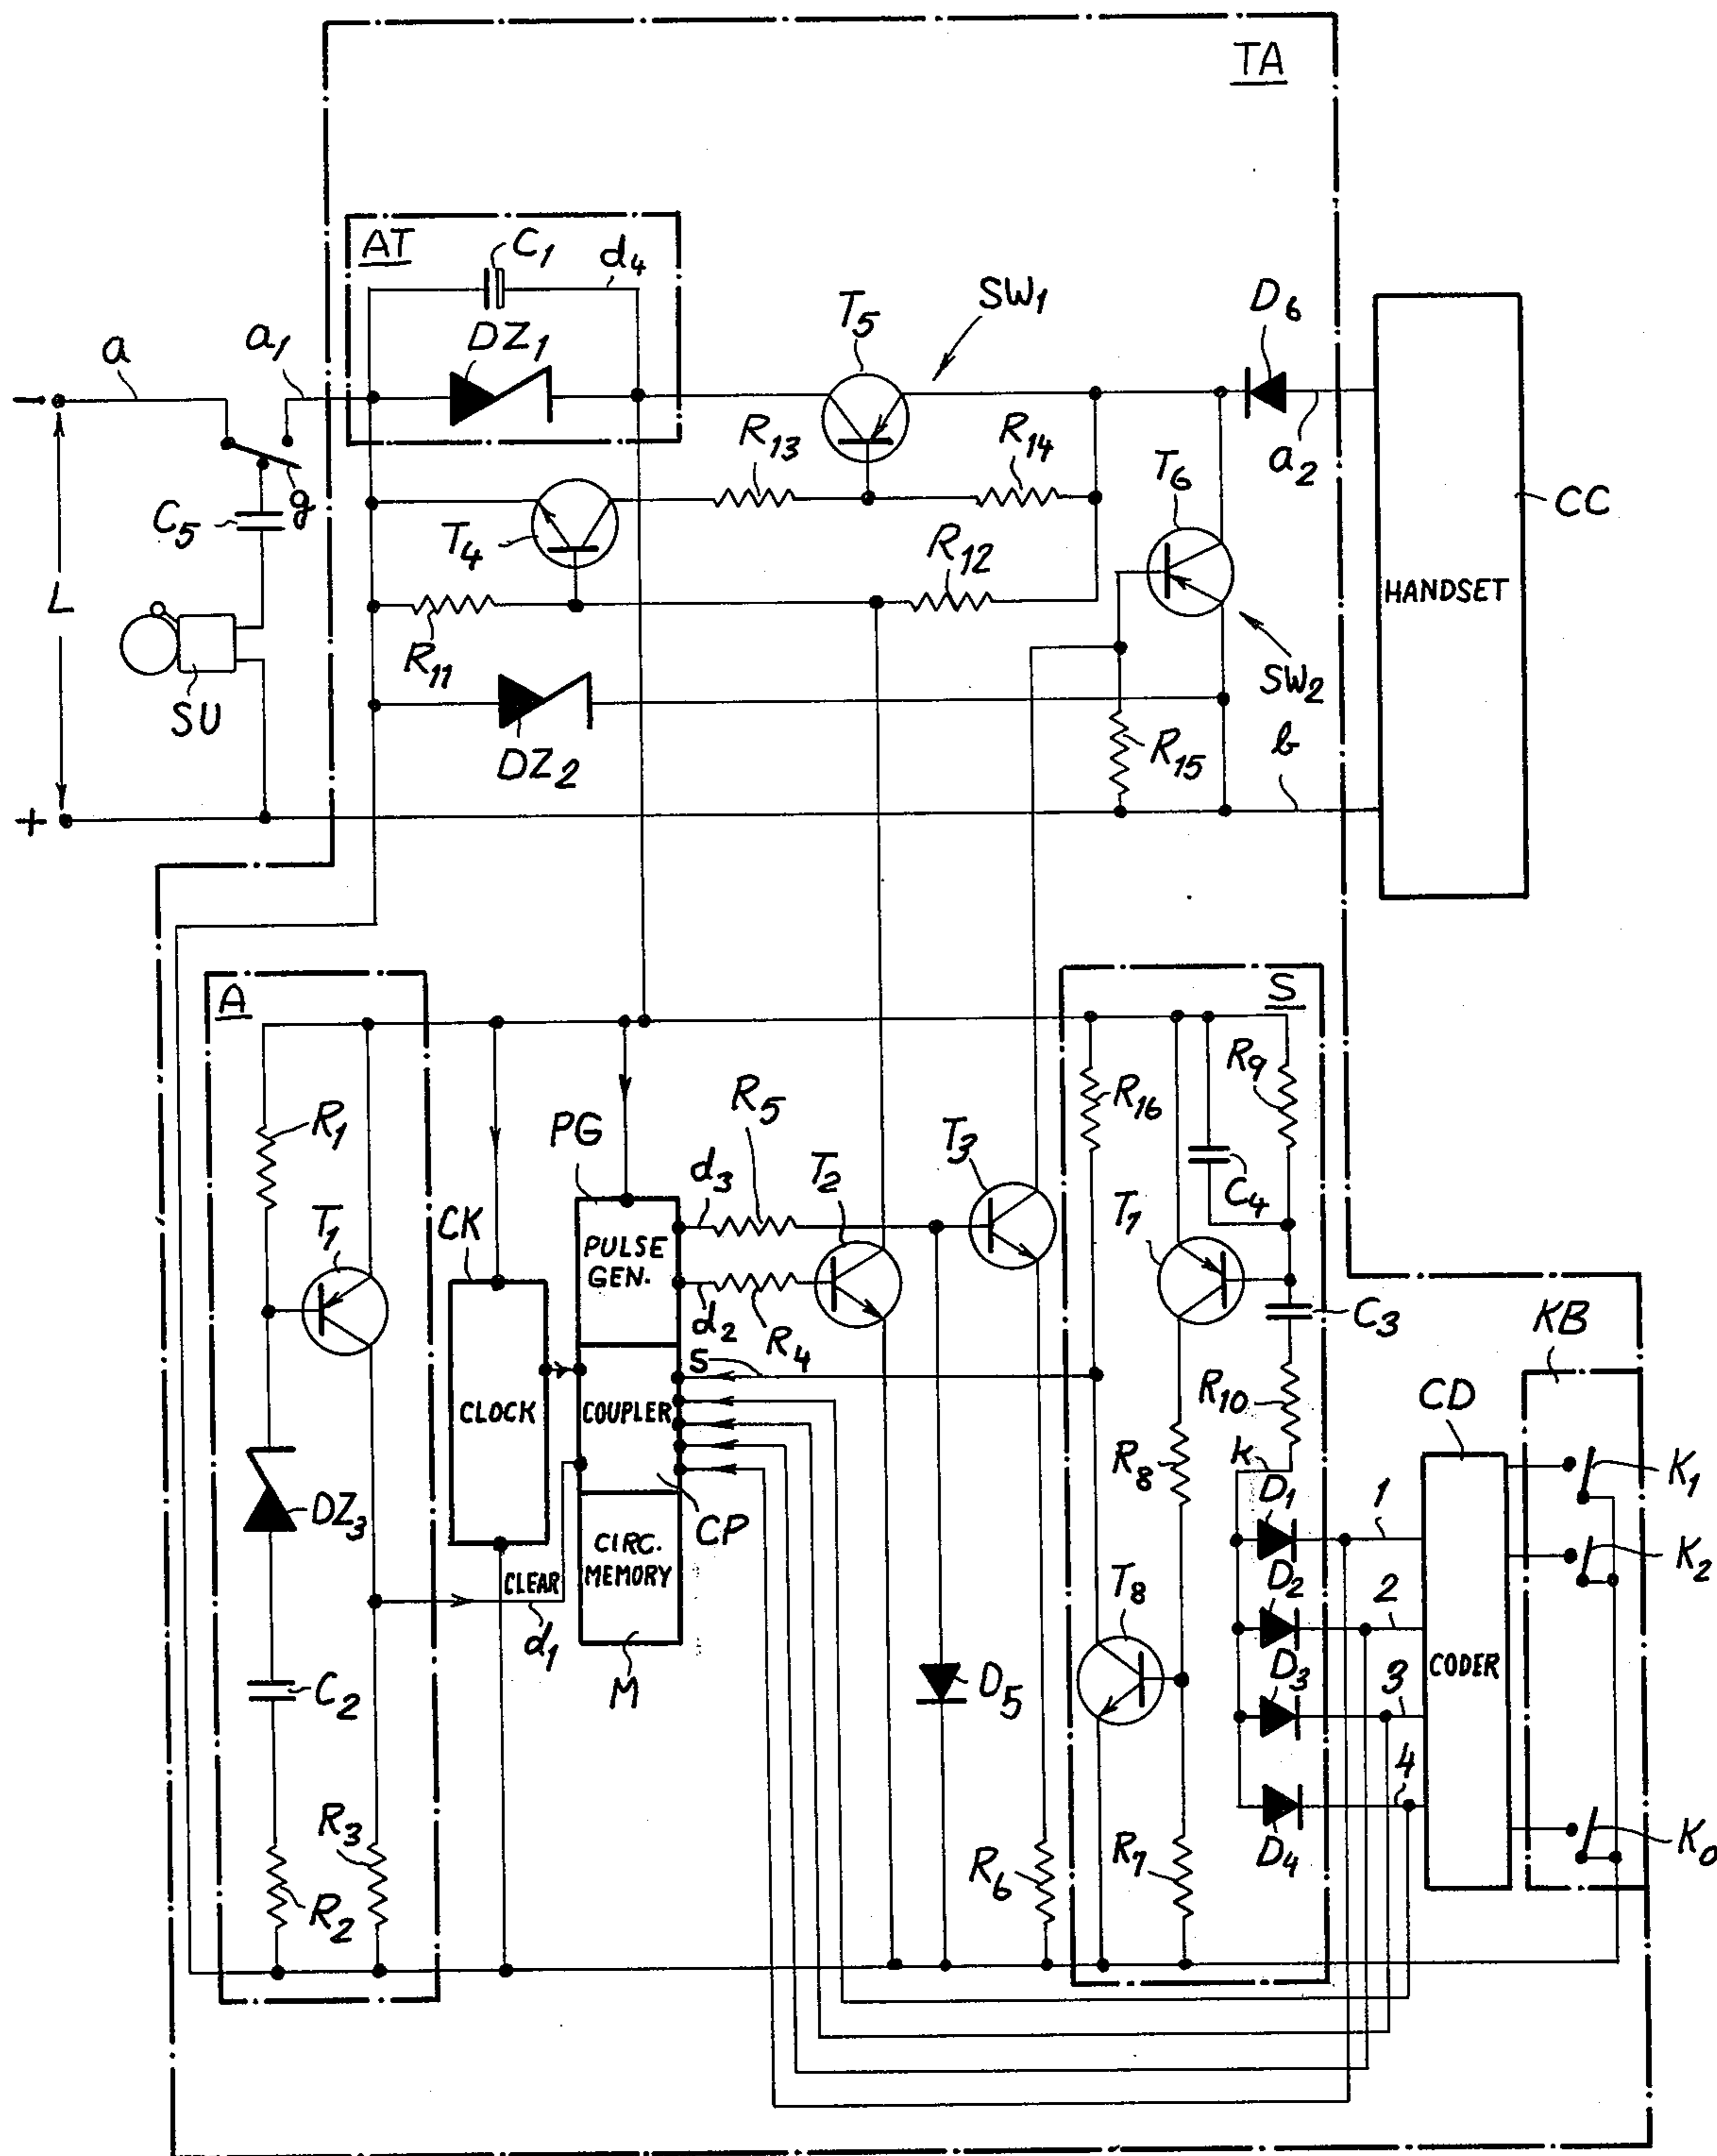 TA
AT
C1
d4
DZ1
T5
SW1
D6
a
a1
a2
R13
R14
T6
CC
C5
g
T4
R12
HANDSET
L
R11
SU
SW2
DZ2
R15
b
+
A
S
R1
R5
R16
R9
PG
d3
T2
T3
C4
T1
CK
PULSE GEN.
T7
d2
R4
C3
KB
S
CLOCK
COUPLER
R10
CD
R8
k
K1
DZ3
CP
D1
1
CIRC. MEMORY
K2
CLEAR
T8
D2
2
d1
C2
M
D5
D3
3
CODER
4
R3
R6
R7
D4
K0
R2